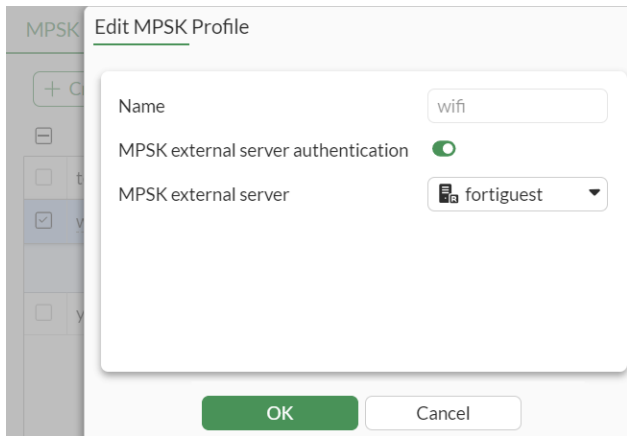 MPSK
Edit MPSK Profile
Name
wifi
MPSK external server authentication
MPSK external server
fortiguest
OK
Cancel